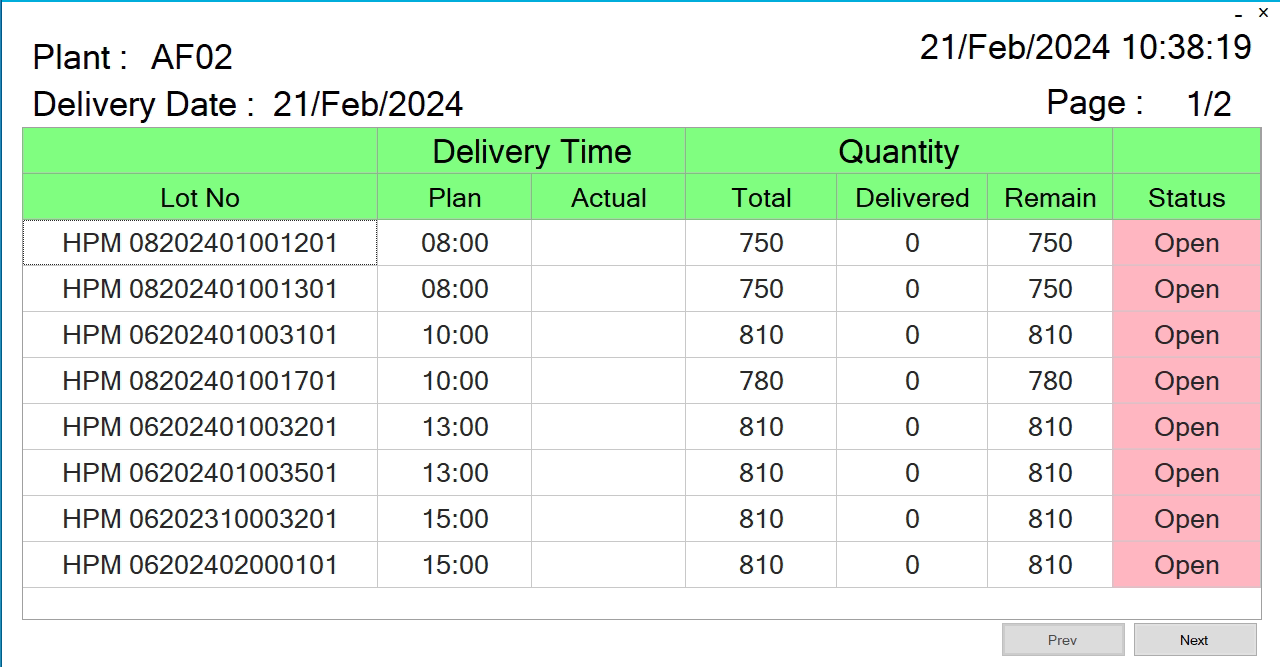 Plant : AF02
21/Feb/2024 10:38:19
Delivery Date : 21/Feb/2024
Page : 1/2
Delivery Time Quantity
Lot No Plan Actual Total Delivered Remain Status
HPM 08202401001201 08:00 750 0 750 Open
HPM 08202401001301 08:00 750 0 750 Open
HPM 06202401003101 10:00 810 0 810 Open
HPM 08202401001701 10:00 780 0 780 Open
HPM 06202401003201 13:00 810 0 810 Open
HPM 06202401003501 13:00 810 0 810 Open
HPM 06202310003201 15:00 810 0 810 Open
HPM 06202402000101 15:00 810 0 810 Open
Prev Next